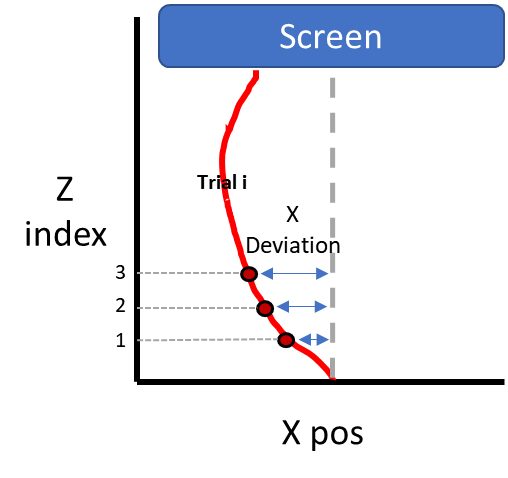 Screen
Trial i
Z
index
X
Deviation
3
2
1
X pos